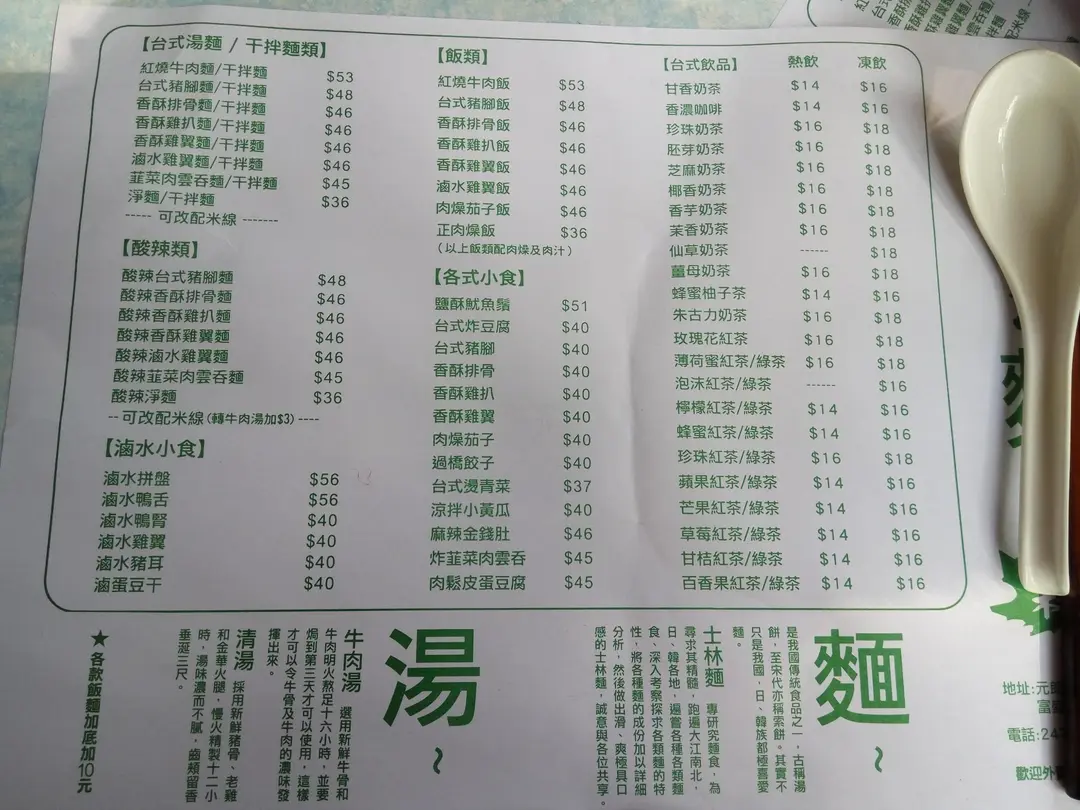 【台式湯麵 / 干拌麵類】
紅燒牛肉麵/干拌麵 $53
台式豬腳麵/干拌麵 $48
香酥排骨麵/干拌麵 $46
香酥雞扒麵/干拌麵 $46
香酥雞翼麵/干拌麵 $46
滷水雞翼麵/干拌麵 $46
韮菜肉雲吞麵/干拌麵 $45
淨麵/干拌麵 $36
----- 可改配米線 -------
【酸辣類】
酸辣台式豬腳麵 $48
酸辣香酥排骨麵 $46
酸辣香酥雞扒麵 $46
酸辣香酥雞翼麵 $46
酸辣滷水雞翼麵 $46
酸辣韮菜肉雲吞麵 $45
酸辣淨麵 $36
-- 可改配米線 (轉牛肉湯加$3) ----
【滷水小食】
滷水拼盤 $56
滷水鴨舌 $56
滷水鴨腎 $40
滷水雞翼 $40
滷水豬耳 $40
滷蛋豆干 $40
【飯類】
紅燒牛肉飯 $53
台式豬腳飯 $48
香酥排骨飯 $46
香酥雞扒飯 $46
香酥雞翼飯 $46
滷水雞翼飯 $46
肉燥茄子飯 $46
正肉燥飯 $36
(以上飯類配肉燥及肉汁)
【各式小食】
鹽酥魷魚鬚 $51
台式炸豆腐 $40
台式豬腳 $40
香酥排骨 $40
香酥雞扒 $40
香酥雞翼 $40
肉燥茄子 $40
過橋餃子 $40
台式燙青菜 $37
涼拌小黃瓜 $40
麻辣金錢肚 $46
炸韮菜肉雲吞 $45
肉鬆皮蛋豆腐 $45
【台式飲品】 熱飲 凍飲
甘香奶茶 $14 $16
香濃咖啡 $14 $16
珍珠奶茶 $16 $18
胚芽奶茶 $16 $18
芝麻奶茶 $16 $18
椰香奶茶 $16 $18
香芋奶茶 $16 $18
茉香奶茶 $16 $18
仙草奶茶 ------ $18
薑母奶茶 $16 $18
蜂蜜柚子茶 $14 $16
朱古力奶茶 $16 $18
玫瑰花紅茶 $16 $18
薄荷蜜紅茶/綠茶 $16 $18
泡沫紅茶/綠茶 ------ $16
檸檬紅茶/綠茶 $14 $16
蜂蜜紅茶/綠茶 $14 $16
珍珠紅茶/綠茶 $16 $18
蘋果紅茶/綠茶 $14 $16
芒果紅茶/綠茶 $14 $16
草莓紅茶/綠茶 $14 $16
甘桔紅茶/綠茶 $14 $16
百香果紅茶/綠茶 $14 $16
麵~
是我國傳統食品之一，古稱湯
餅，至宋代亦稱索餅。其實不
只是我國，日、韓族都極喜愛
麵。
士林麵 專研究麵食，為
尋求其精髓，跑遍大江南北，
日、韓各地，遍嘗各種各類麵
食，深入考察探求各類麵的特
性，將各種麵的成份加以詳細
分析，然後做出滑、爽極具口
感的士林麵，誠意與各位共享。
湯~
牛肉湯 選用新鮮牛骨和
牛肉明火熬足十六小時，並要
焗到第三天才可以使用，這樣
才可以令牛骨及牛肉的濃味發
揮出來。
清湯 採用新鮮豬骨、老雞
和金華火腿，慢火精製十二小
時，湯味濃而不膩，齒頰留香
垂涎三尺。
★各款飯麵加底加10元
地址:元朗
電話:24
歡迎外